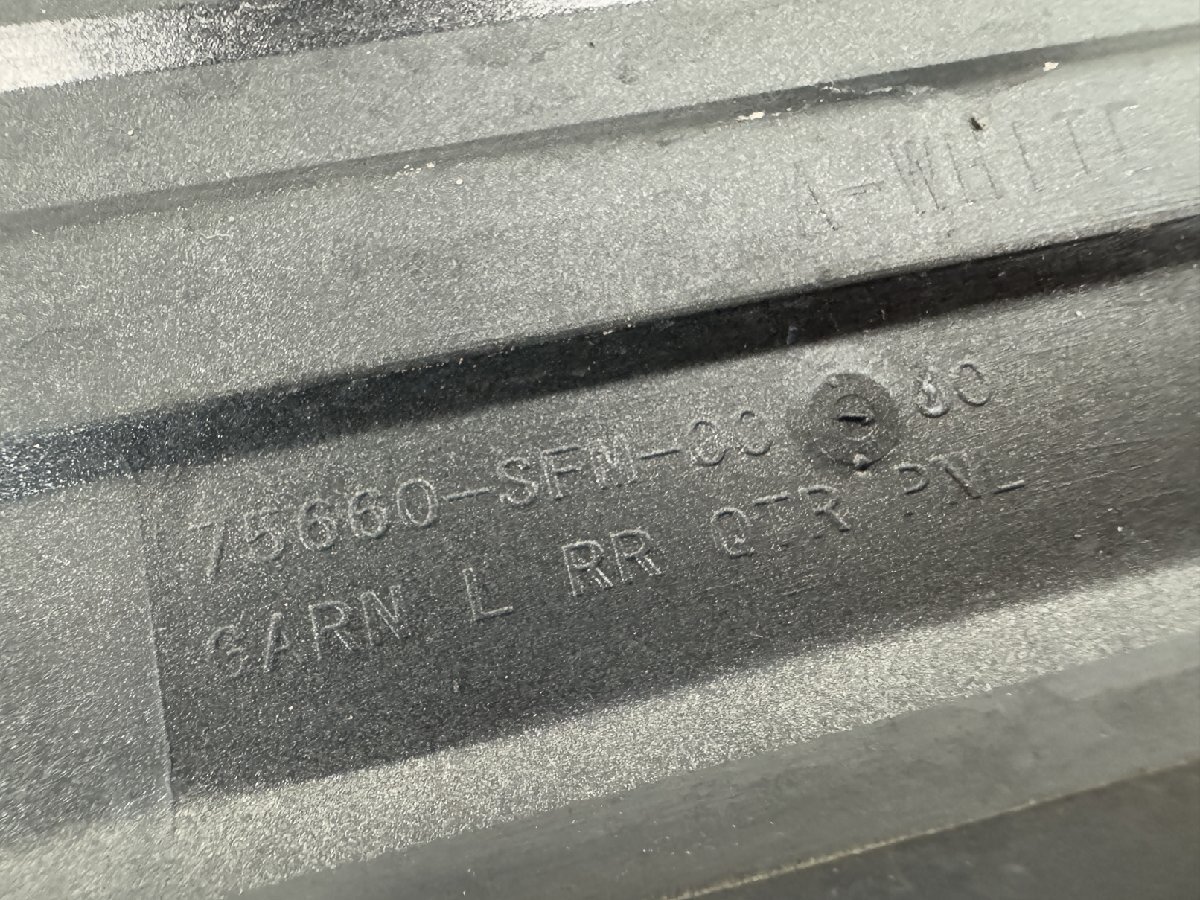 A-WHITE
75660-SFM-00
GARN L RR QTR PNL